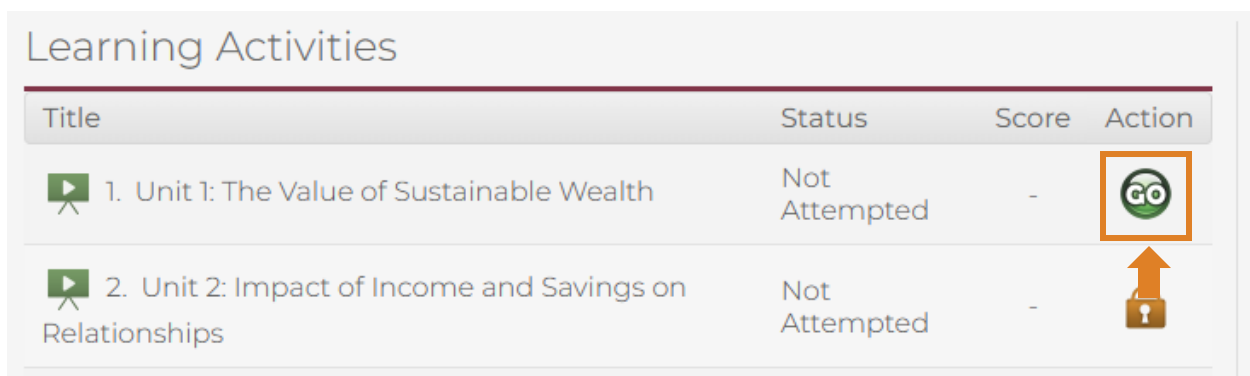 Learning Activities
Title Status Score Action
1. Unit 1: The Value of Sustainable Wealth Not Attempted - GO
2. Unit 2: Impact of Income and Savings on Relationships Not Attempted -